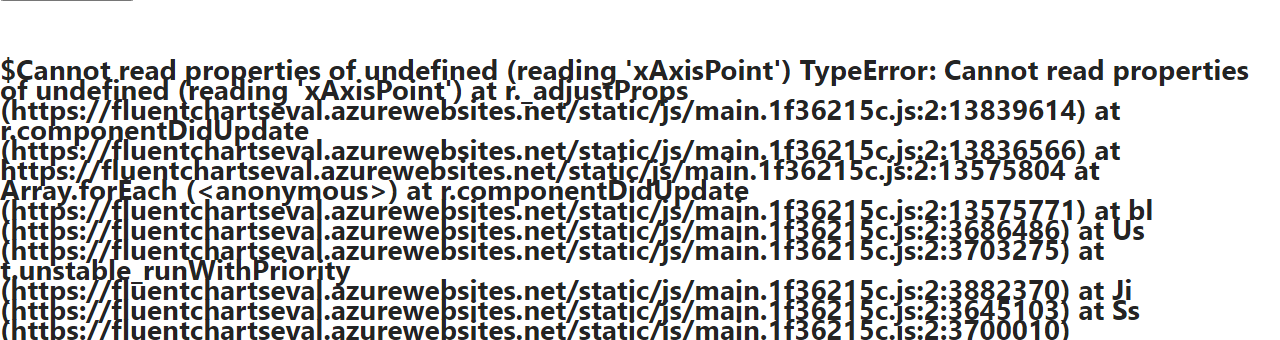 $Cannot read properties of undefined (reading 'xAxisPoint') TypeError: Cannot read properties
of undefined (reading 'xAxisPoint') at r._adjustProps
(https://fluentchartseval.azurewebsites.net/static/js/main.1f36215c.js:2:13839614) at
r.componentDidUpdate
(https://fluentchartseval.azurewebsites.net/static/js/main.1f36215c.js:2:13836566) at
https://fluentchartseval.azurewebsites.net/static/js/main.1f36215c.js:2:13575804 at
Array.forEach (<anonymous>) at r.componentDidUpdate
(https://fluentchartseval.azurewebsites.net/static/js/main.1f36215c.js:2:13575771) at bl
(https://fluentchartseval.azurewebsites.net/static/js/main.1f36215c.js:2:3686486) at Us
(https://fluentchartseval.azurewebsites.net/static/js/main.1f36215c.js:2:3703275) at
t.unstable_runWithPriority
(https://fluentchartseval.azurewebsites.net/static/js/main.1f36215c.js:2:3882370) at Ji
(https://fluentchartseval.azurewebsites.net/static/js/main.1f36215c.js:2:3645103) at Ss
(https://fluentchartseval.azurewebsites.net/static/js/main.1f36215c.js:2:3700010)